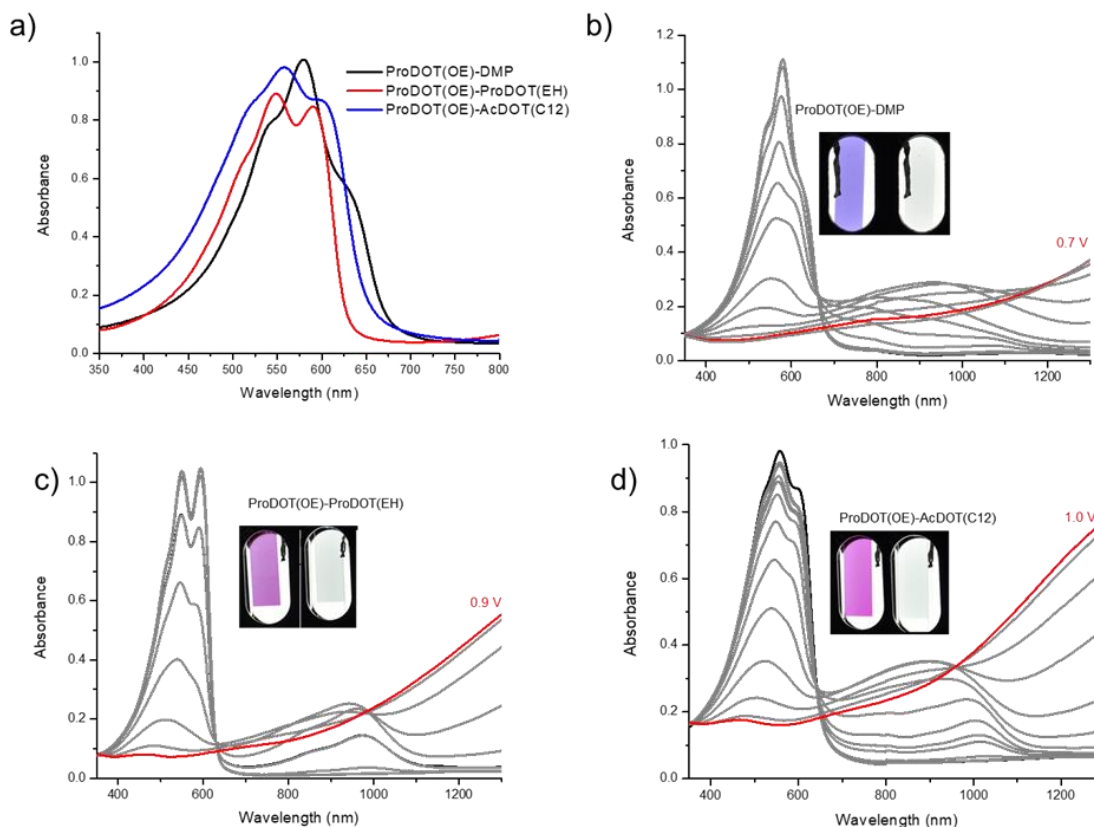 a)
ProDOT(OE)-DMP
ProDOT(OE)-ProDOT(EH)
ProDOT(OE)-AcDOT(C12)
1.0
0.8
0.6
0.4
0.2
0.0
Absorbance
350 400 450 500 550 600 650 700 750 800
Wavelength (nm)
b)
1.2
1.0
0.8
0.6
0.4
0.2
0.0
Absorbance
ProDOT(OE)-DMP
0.7 V
400 600 800 1000 1200
Wavelength (nm)
c)
1.0
0.8
0.6
0.4
0.2
0.0
Absorbance
ProDOT(OE)-ProDOT(EH)
0.9 V
400 600 800 1000 1200
Wavelength (nm)
d)
1.0
0.8
0.6
0.4
0.2
0.0
Absorbance
ProDOT(OE)-AcDOT(C12)
1.0 V
400 600 800 1000 1200
Wavelength (nm)